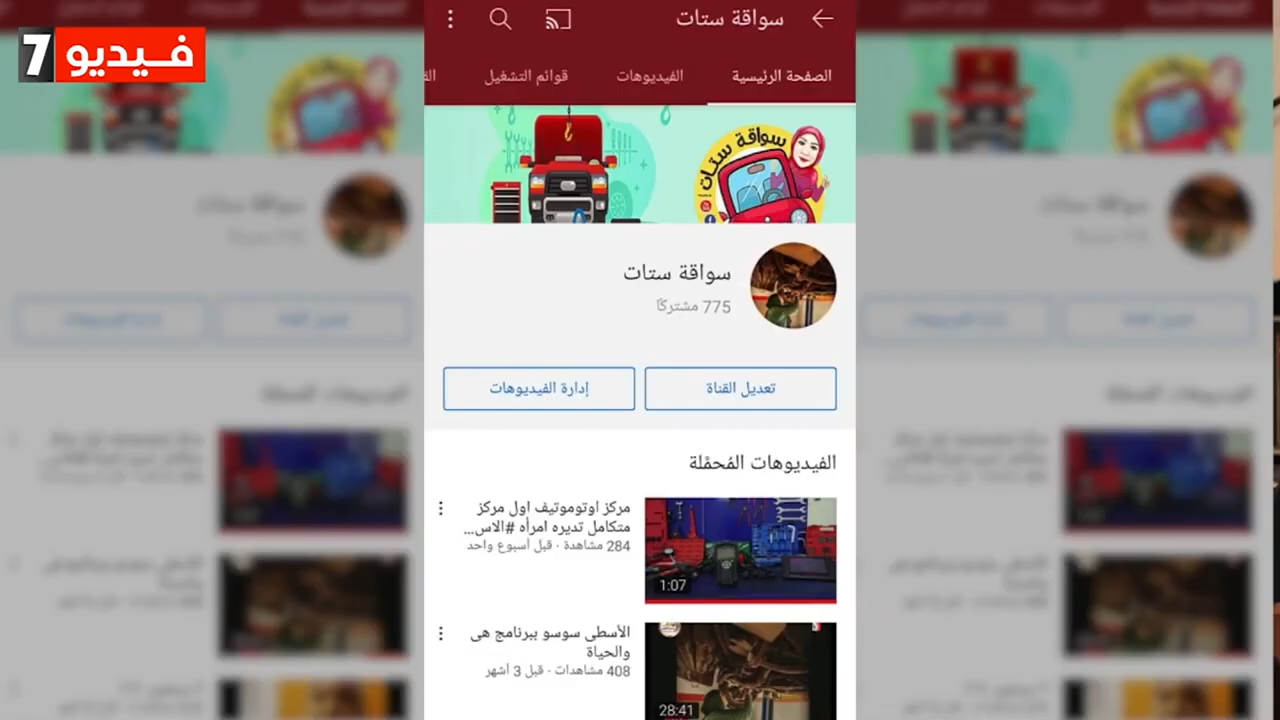 فيديو 7
سواقة ستات
الصفحة الرئيسية
الفيديوهات
قوائم التشغيل
سواقة ستات
سواقة ستات
775 مشتركًا
تعديل القناة
إدارة الفيديوهات
الفيديوهات المُحمَّلة
مركز اوتوموتيف اول مركز
متكامل تديره امرأه #الاس...
284 مشاهدة · قبل أسبوع واحد
1:07
الأسطى سوسو ببرنامج هى
والحياة
408 مشاهدات · قبل 3 أشهر
28:41